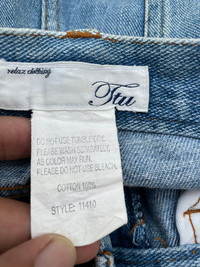 relax clothing
Ttu
DO NOT USE TUMBLE DRY.
PLEASE WASH SEPARATELY
AS COLOR MAY RUN.
PLEASE DO NOT USE BLEACH.
COTTON 100%
STYLE: 11410